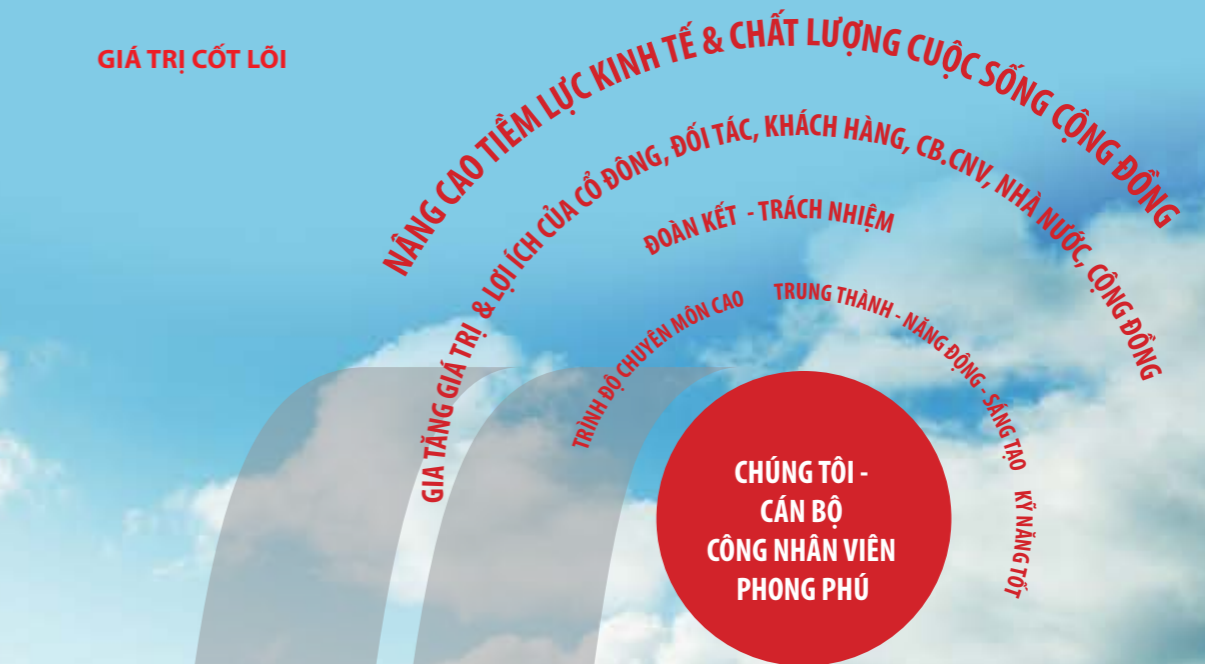 GIÁ TRỊ CỐT LÕI
NÂNG CAO TIỀM LỰC KINH TẾ & CHẤT LƯỢNG CUỘC SỐNG CỘNG ĐỒNG
GIA TĂNG GIÁ TRỊ & LỢI ÍCH CỦA CỔ ĐÔNG, ĐỐI TÁC, KHÁCH HÀNG, CB.CNV, NHÀ NƯỚC, CỘNG ĐỒNG
ĐOÀN KẾT - TRÁCH NHIỆM
TRÌNH ĐỘ CHUYÊN MÔN CAO TRUNG THÀNH - NĂNG ĐỘNG - SÁNG TẠO KỸ NĂNG TỐT
CHÚNG TÔI -
CÁN BỘ
CÔNG NHÂN VIÊN
PHONG PHÚ